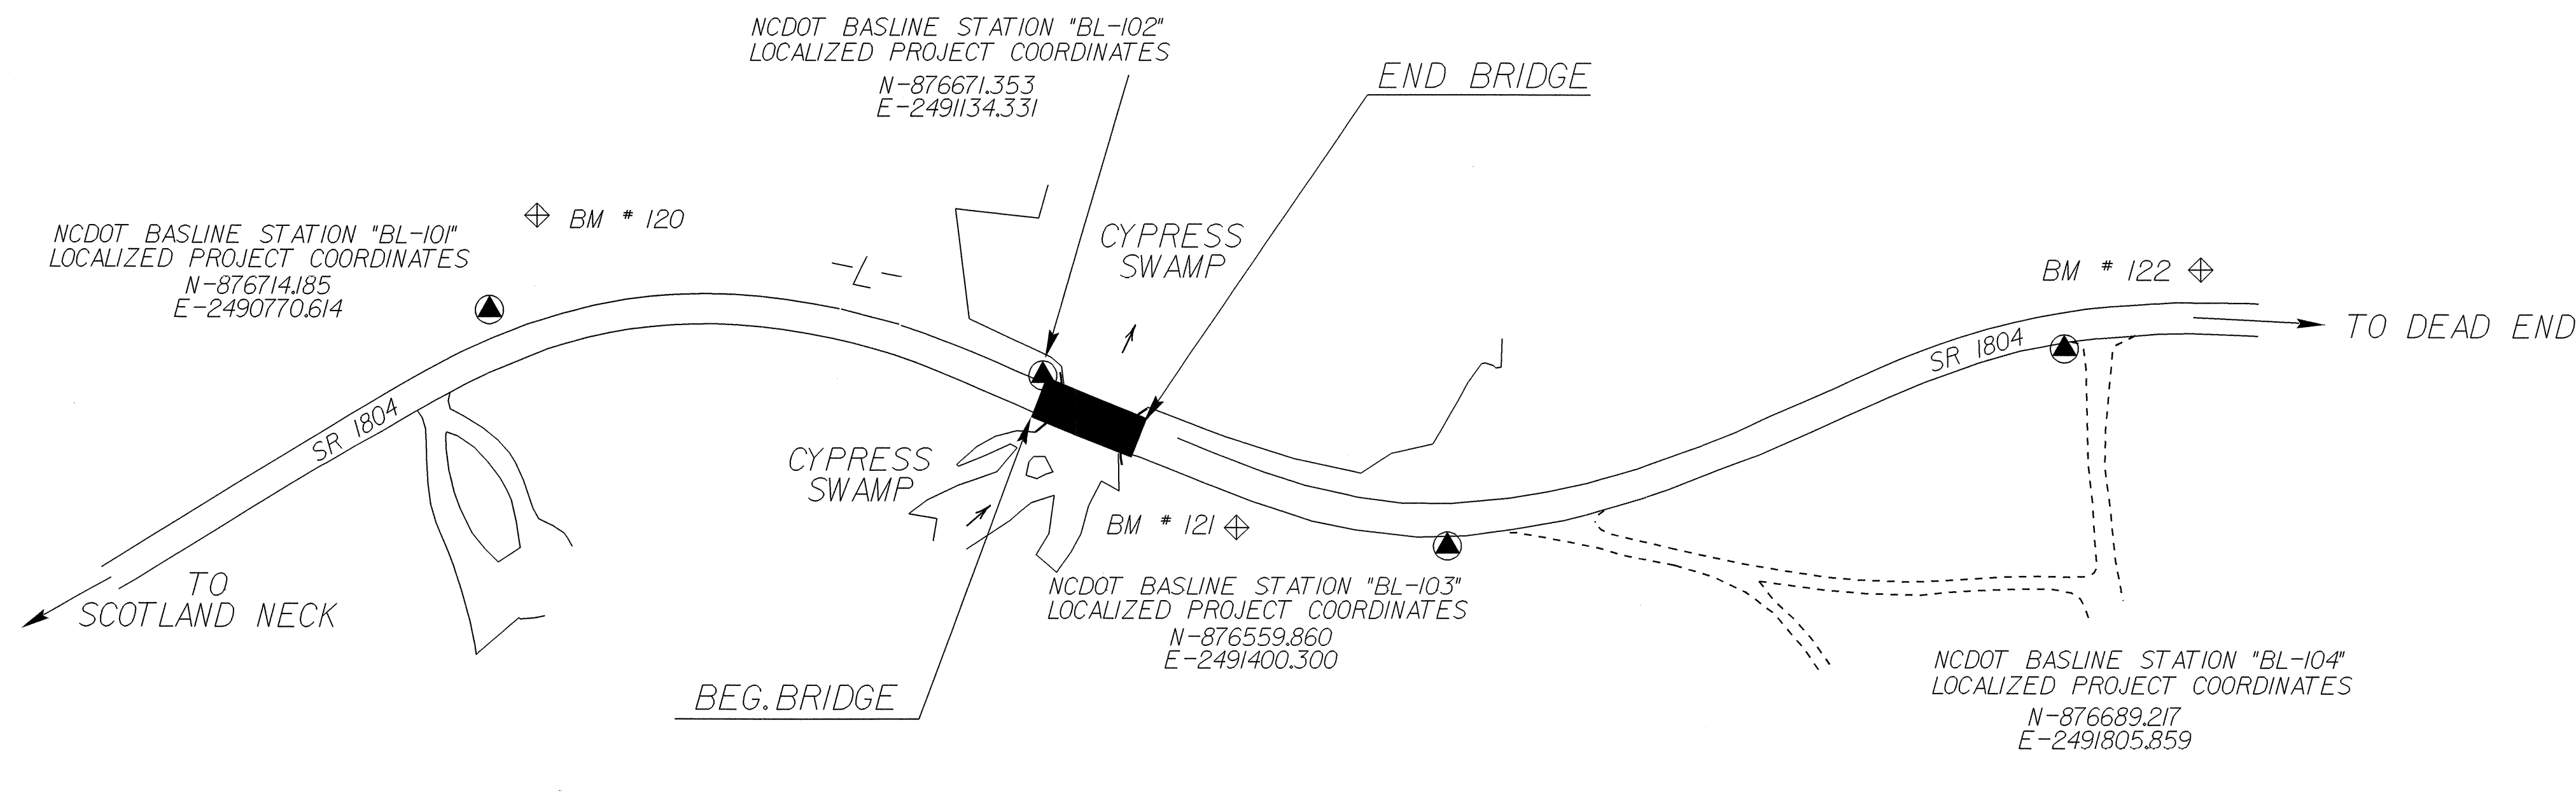 NCDOT BASLINE STATION "BL-102"
LOCALIZED PROJECT COORDINATES
N-876671.353
E-2491134.331
END BRIDGE
NCDOT BASLINE STATION "BL-101"
LOCALIZED PROJECT COORDINATES
N-876714.185
E-2490770.614
BM # 120
-L-
CYPRESS
SWAMP
BM # 122
TO DEAD END
SR 1804
SR 1804
CYPRESS
SWAMP
BM # 121
TO
SCOTLAND NECK
NCDOT BASLINE STATION "BL-103"
LOCALIZED PROJECT COORDINATES
N-876559.860
E-2491400.300
BEG. BRIDGE
NCDOT BASLINE STATION "BL-104"
LOCALIZED PROJECT COORDINATES
N-876689.217
E-2491805.859